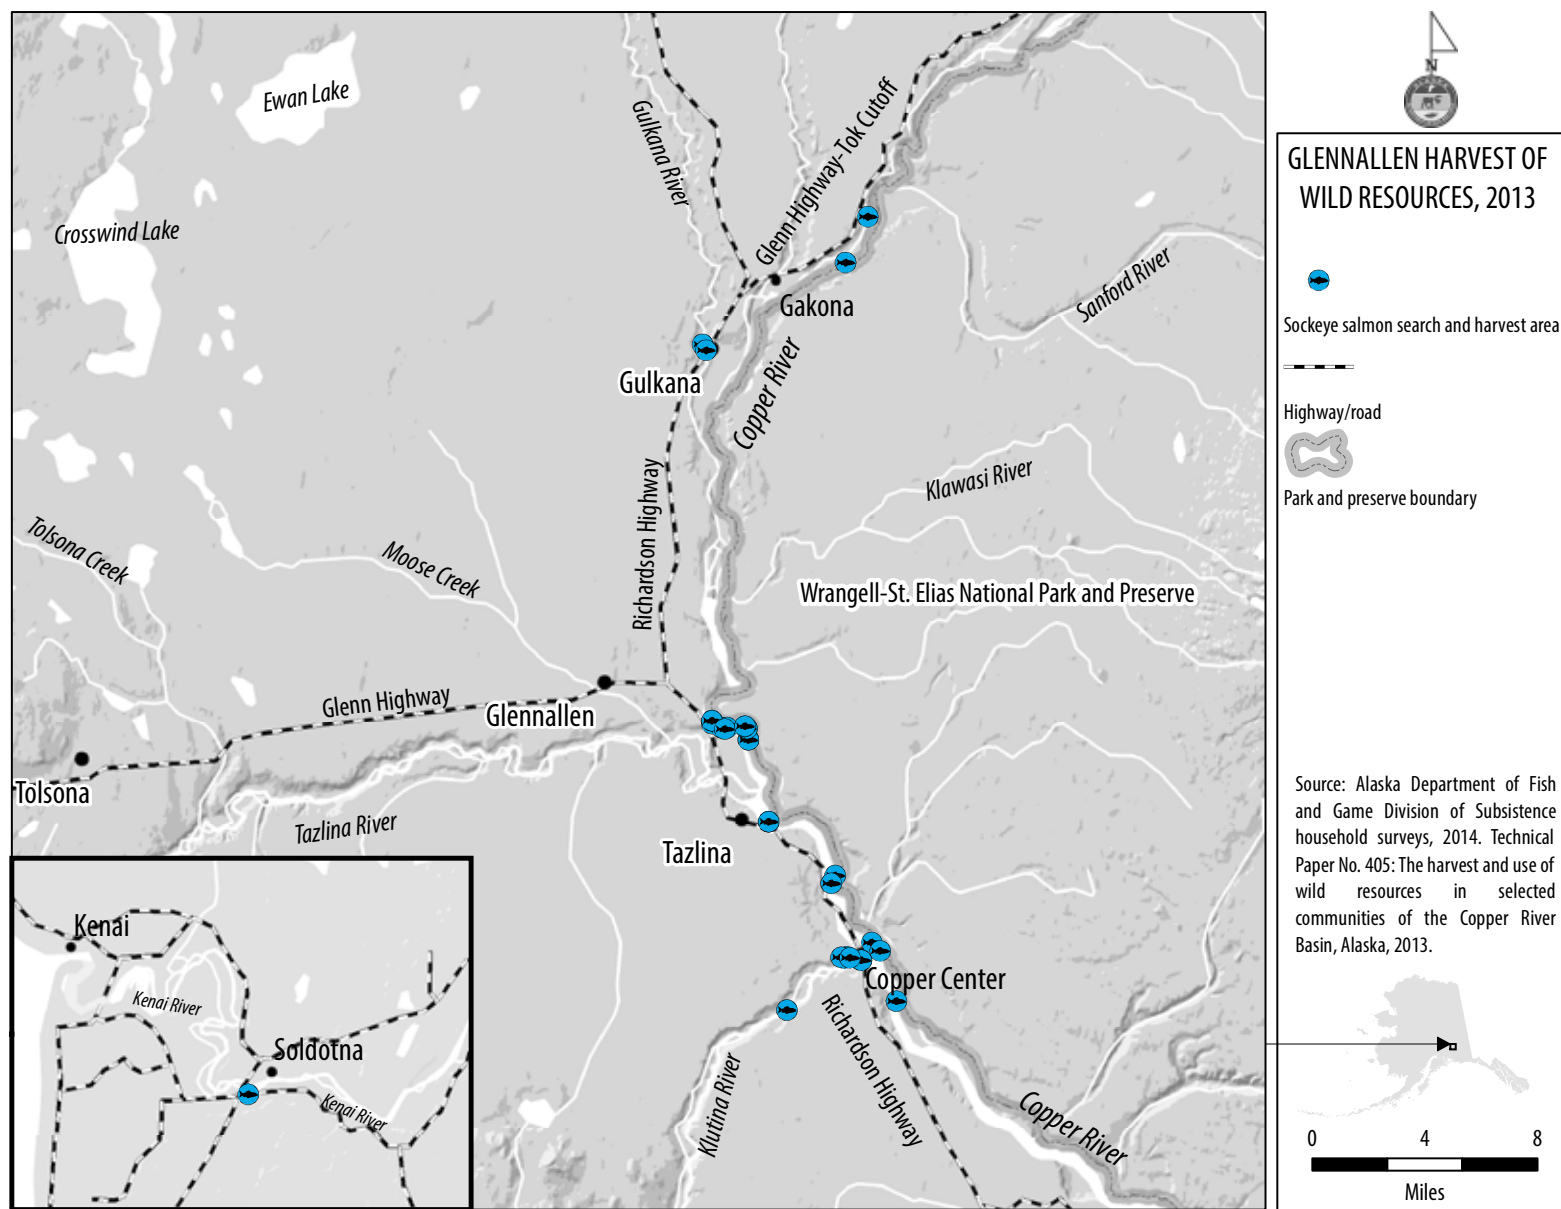 Ewan Lake
Crosswind Lake
Gulkana River
Glenn Highway-Tok Cutoff
Gakona
Sanford River
Gulkana
Copper River
Richardson Highway
Klawasi River
Tolsona Creek
Moose Creek
Wrangell-St. Elias National Park and Preserve
Glenn Highway
Glennallen
Tolsona
Tazlina River
Tazlina
Copper Center
Klutina River
Richardson Highway
Copper River
Kenai
Kenai River
Soldotna
Kenai River
N
GLENNALLEN HARVEST OF
WILD RESOURCES, 2013
Sockeye salmon search and harvest area
Highway/road
Park and preserve boundary
Source: Alaska Department of Fish
and Game Division of Subsistence
household surveys, 2014. Technical
Paper No. 405: The harvest and use of
wild resources in selected
communities of the Copper River
Basin, Alaska, 2013.
0 4 8
Miles